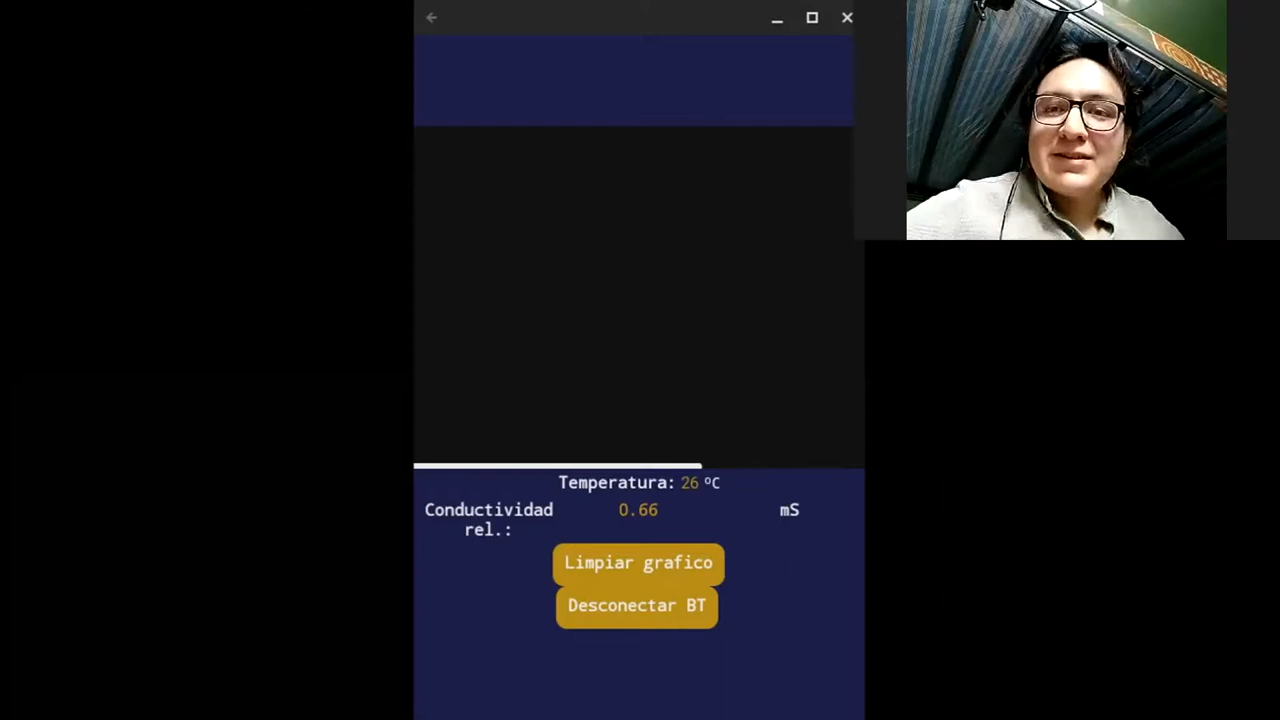 Temperatura: 26 ºC
Conductividad rel.: 0.66 mS
Limpiar grafico
Desconectar BT